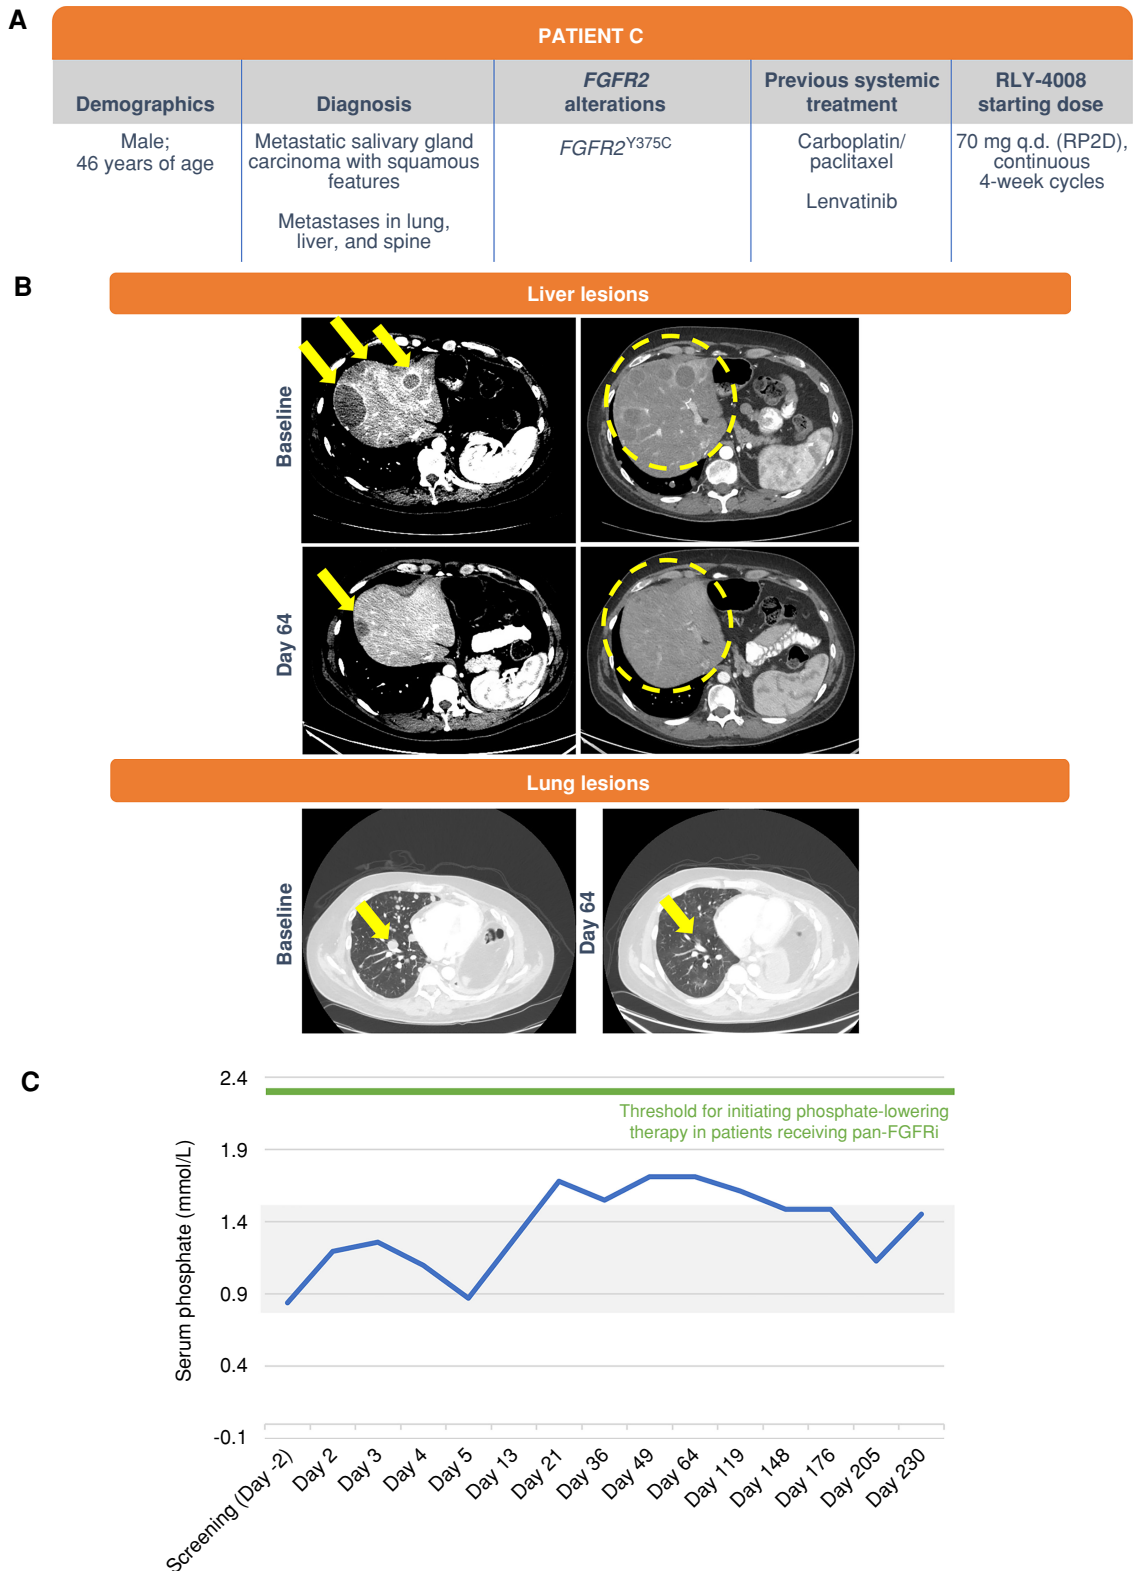 A
PATIENT C
Demographics
Diagnosis
FGFR2
alterations
Previous systemic
treatment
RLY-4008
starting dose
Male;
46 years of age
Metastatic salivary gland
carcinoma with squamous
features
Metastases in lung,
liver, and spine
FGFR2Y375C
Carboplatin/
paclitaxel
Lenvatinib
70 mg q.d. (RP2D),
continuous
4-week cycles
B
Liver lesions
Baseline
Day 64
Lung lesions
Baseline
Day 64
C
Serum phosphate (mmol/L)
2.4
1.9
1.4
0.9
0.4
-0.1
Threshold for initiating phosphate-lowering
therapy in patients receiving pan-FGFRi
Screening (Day -2)
Day 2
Day 3
Day 4
Day 5
Day 13
Day 21
Day 36
Day 49
Day 64
Day 119
Day 148
Day 176
Day 205
Day 230